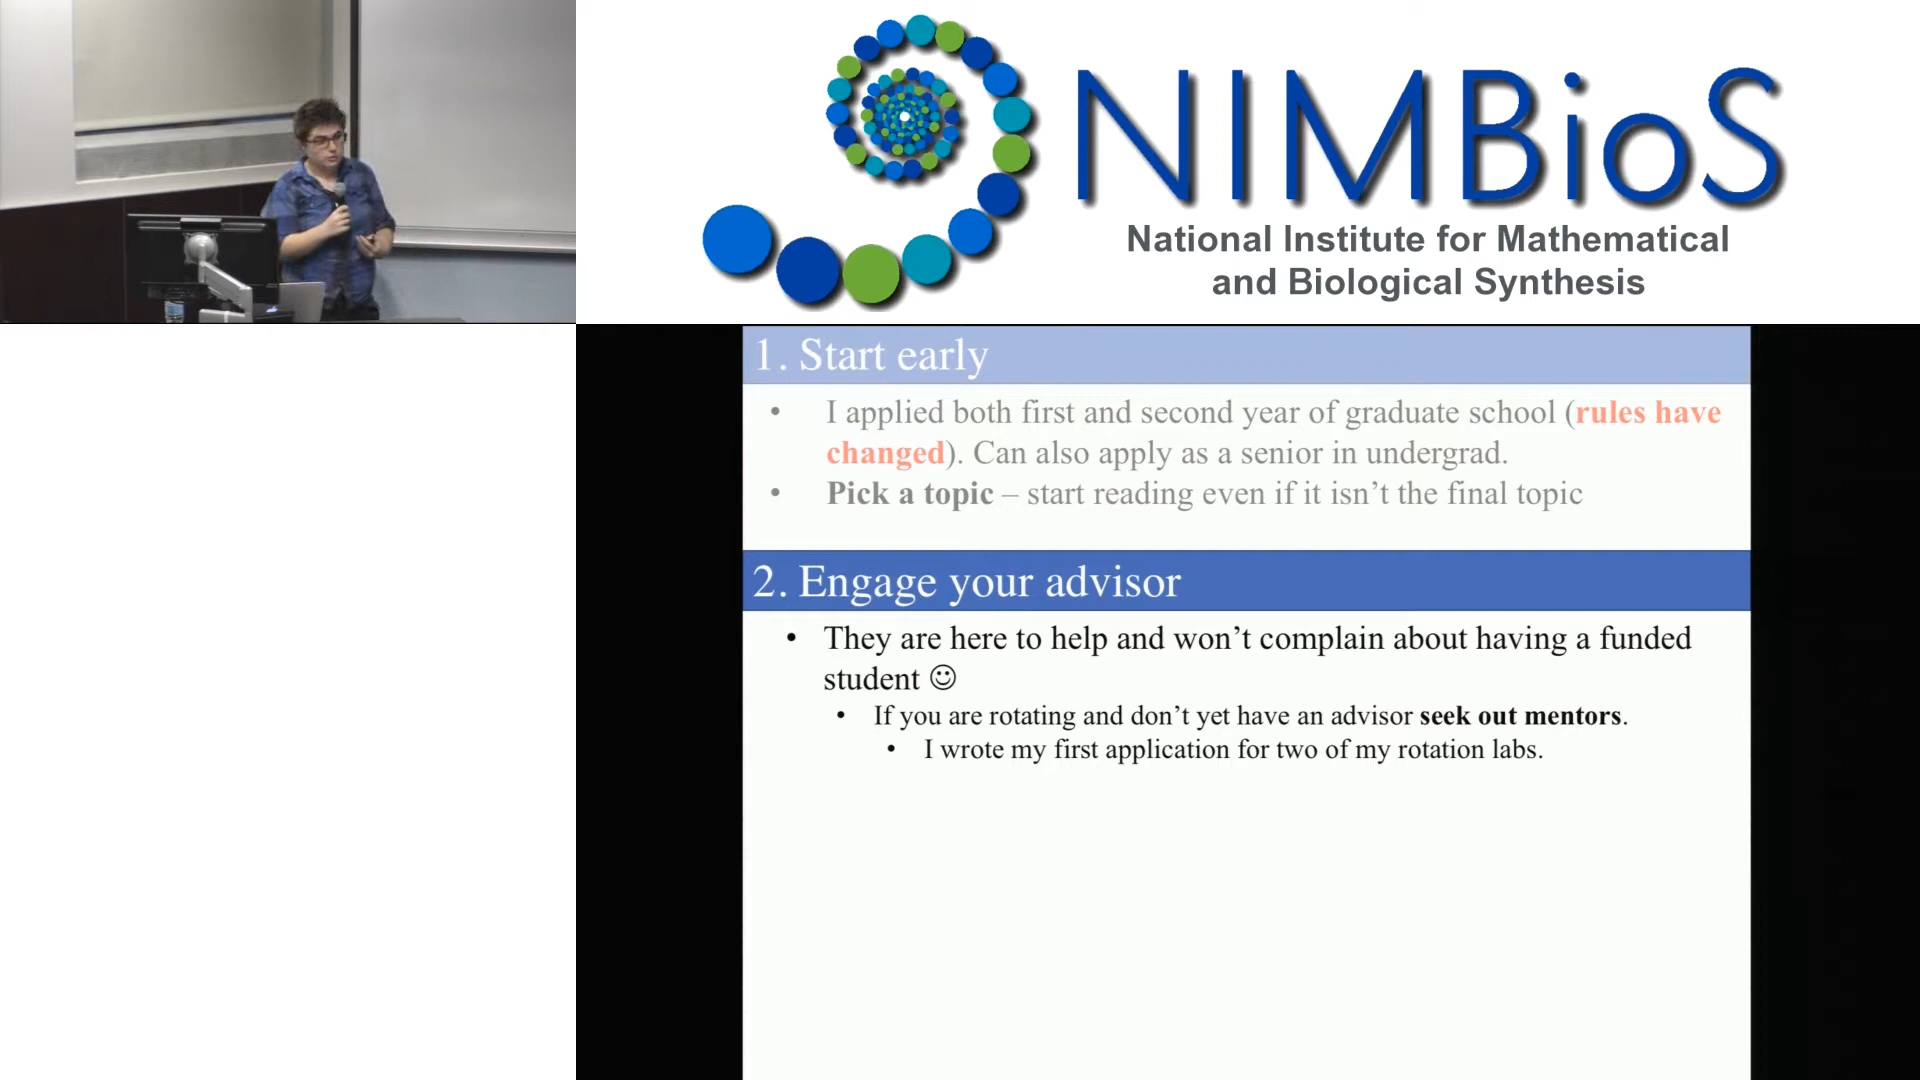 NIMBioS
National Institute for Mathematical
and Biological Synthesis
1. Start early
• I applied both first and second year of graduate school (rules have
changed). Can also apply as a senior in undergrad.
• Pick a topic – start reading even if it isn’t the final topic
2. Engage your advisor
• They are here to help and won’t complain about having a funded
student ☺
• If you are rotating and don’t yet have an advisor seek out mentors.
• I wrote my first application for two of my rotation labs.